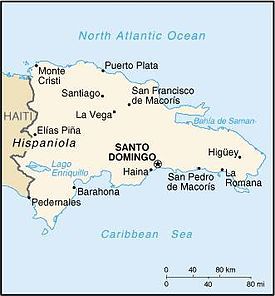 North Atlantic Ocean
Monte
Cristi
Puerto Plata
Santiago
San Francisco
de Macorís
HAITI
La Vega
Bahía de Saman
Elías Piña
Hispaniola
SANTO
DOMINGO
Higüey
Lago
Enriquillo
Haina
San Pedro
de Macorís
La
Romana
Barahona
Pedernales
Caribbean Sea
0 40 80 km
0 40 80 mi